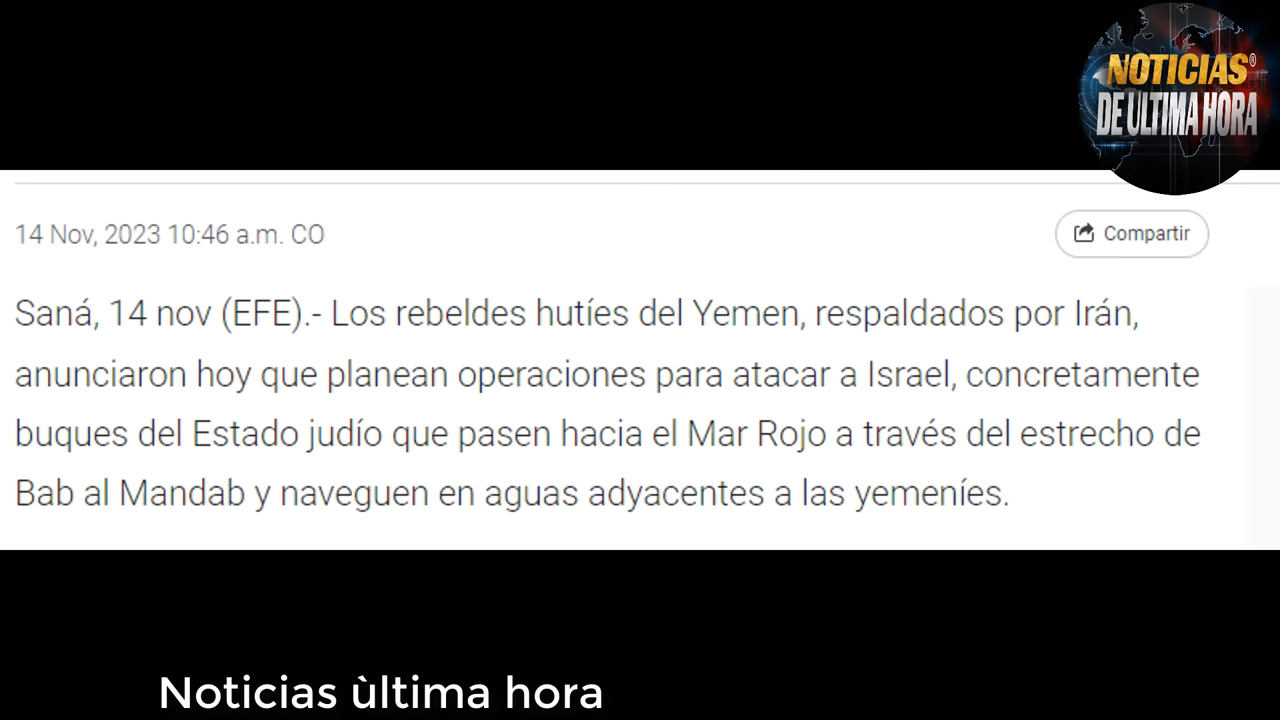 NOTICIAS®
DE ULTIMA HORA
14 Nov, 2023 10:46 a.m. CO
Compartir
Saná, 14 nov (EFE).- Los rebeldes hutíes del Yemen, respaldados por Irán,
anunciaron hoy que planean operaciones para atacar a Israel, concretamente
buques del Estado judío que pasen hacia el Mar Rojo a través del estrecho de
Bab al Mandab y naveguen en aguas adyacentes a las yemeníes.
Noticias ùltima hora